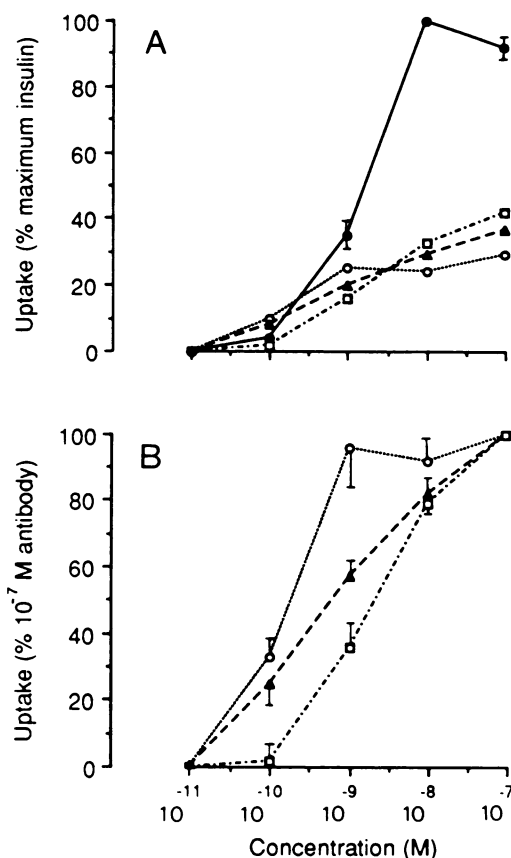 A
Uptake (% maximum insulin)
100
80
60
40
20
0
B
Uptake (% 10⁻⁷ M antibody)
100
80
60
40
20
0
10⁻¹¹ 10⁻¹⁰ 10⁻⁹ 10⁻⁸ 10⁻⁷
Concentration (M)